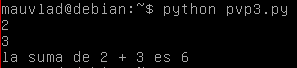 mauvlad@debian:~$ python pvp3.py
2
3
la suma de 2 + 3 es 6